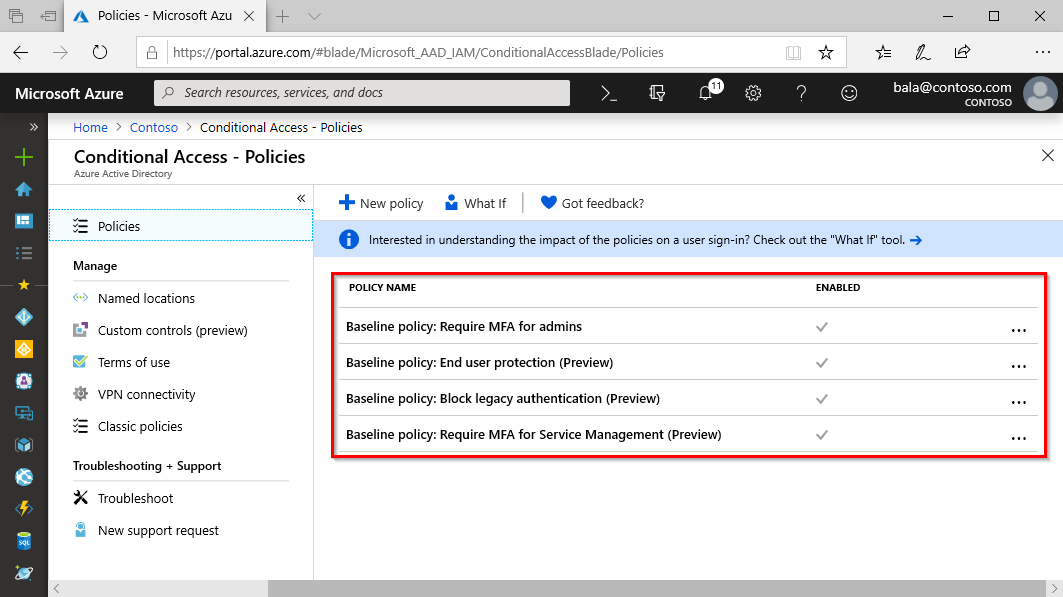 Policies - Microsoft Azu
https://portal.azure.com/#blade/Microsoft_AAD_IAM/ConditionalAccessBlade/Policies
Microsoft Azure
Search resources, services, and docs
11
bala@contoso.com
CONTOSO
Home > Contoso > Conditional Access - Policies
Conditional Access - Policies
Azure Active Directory
Policies
Manage
Named locations
Custom controls (preview)
Terms of use
VPN connectivity
Classic policies
Troubleshooting + Support
Troubleshoot
New support request
New policy
What If
Got feedback?
Interested in understanding the impact of the policies on a user sign-in? Check out the "What If" tool.
POLICY NAME
ENABLED
Baseline policy: Require MFA for admins
Baseline policy: End user protection (Preview)
Baseline policy: Block legacy authentication (Preview)
Baseline policy: Require MFA for Service Management (Preview)
SQL